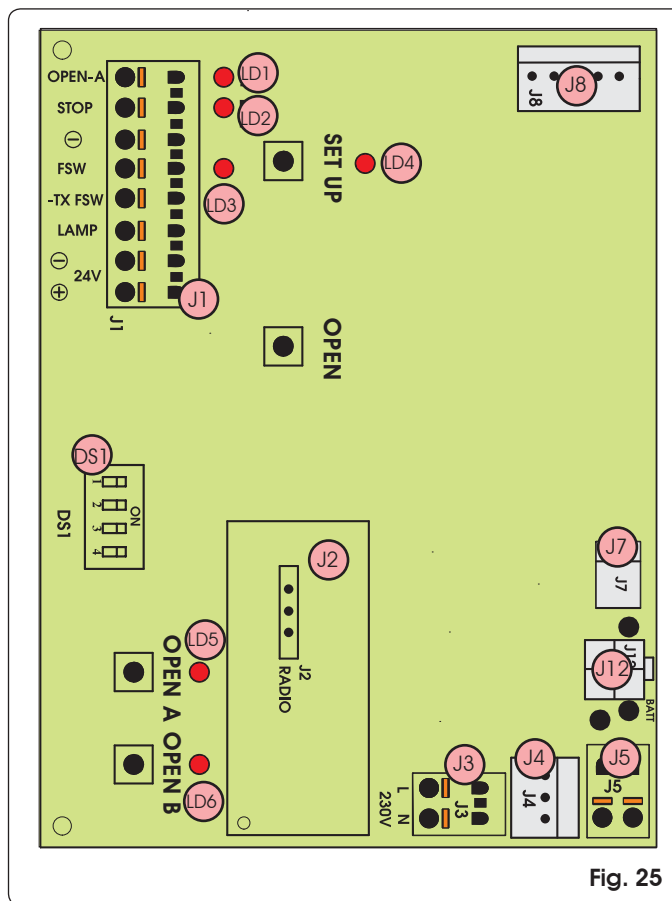 OPEN-A
LD1
STOP
LD2
⊖
FSW
LD3
-TX FSW
LAMP
⊖
24V
⊕
J1
J1
SET UP
LD4
J8
J8
OPEN
DS1
1
2
3
4
ON
DS1
J7
J7
J2
J2
RADIO
LD5
OPEN A
OPEN B
LD6
J12
BATT
J3
L
N
230V
J3
J4
J4
J5
J5
Fig. 25